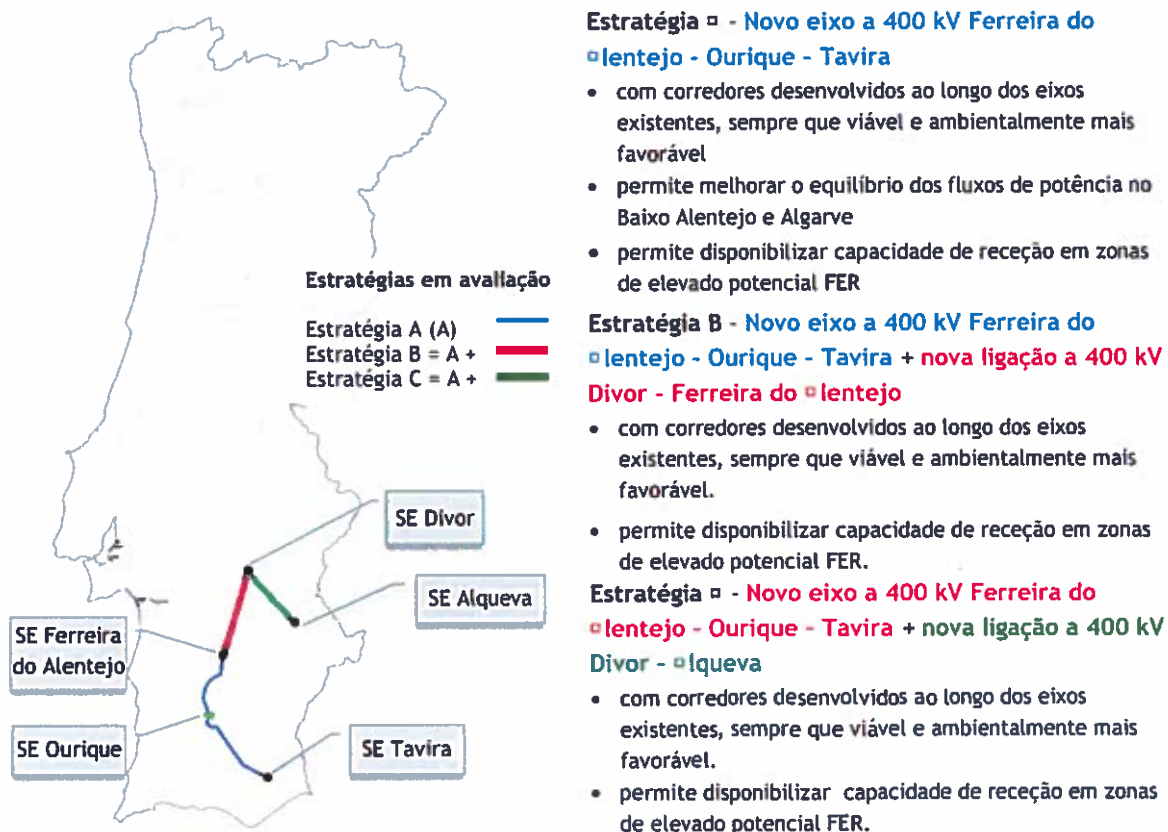 Estratégias em avaliação
Estratégia A (A)
Estratégia B = A +
Estratégia C = A +
SE Divor
SE Alqueva
SE Ferreira
do Alentejo
SE Ourique
SE Tavira
Estratégia ¤ - Novo eixo a 400 kV Ferreira do
¤lentejo - Ourique - Tavira
• com corredores desenvolvidos ao longo dos eixos
existentes, sempre que viável e ambientalmente mais
favorável
• permite melhorar o equilíbrio dos fluxos de potência no
Baixo Alentejo e Algarve
• permite disponibilizar capacidade de receção em zonas
de elevado potencial FER
Estratégia B - Novo eixo a 400 kV Ferreira do
¤lentejo - Ourique - Tavira + nova ligação a 400 kV
Divor - Ferreira do ¤lentejo
• com corredores desenvolvidos ao longo dos eixos
existentes, sempre que viável e ambientalmente mais
favorável.
• permite disponibilizar capacidade de receção em zonas
de elevado potencial FER.
Estratégia ¤ - Novo eixo a 400 kV Ferreira do
¤lentejo - Ourique - Tavira + nova ligação a 400 kV
Divor - ¤lqueva
• com corredores desenvolvidos ao longo dos eixos
existentes, sempre que viável e ambientalmente mais
favorável.
• permite disponibilizar capacidade de receção em zonas
de elevado potencial FER.